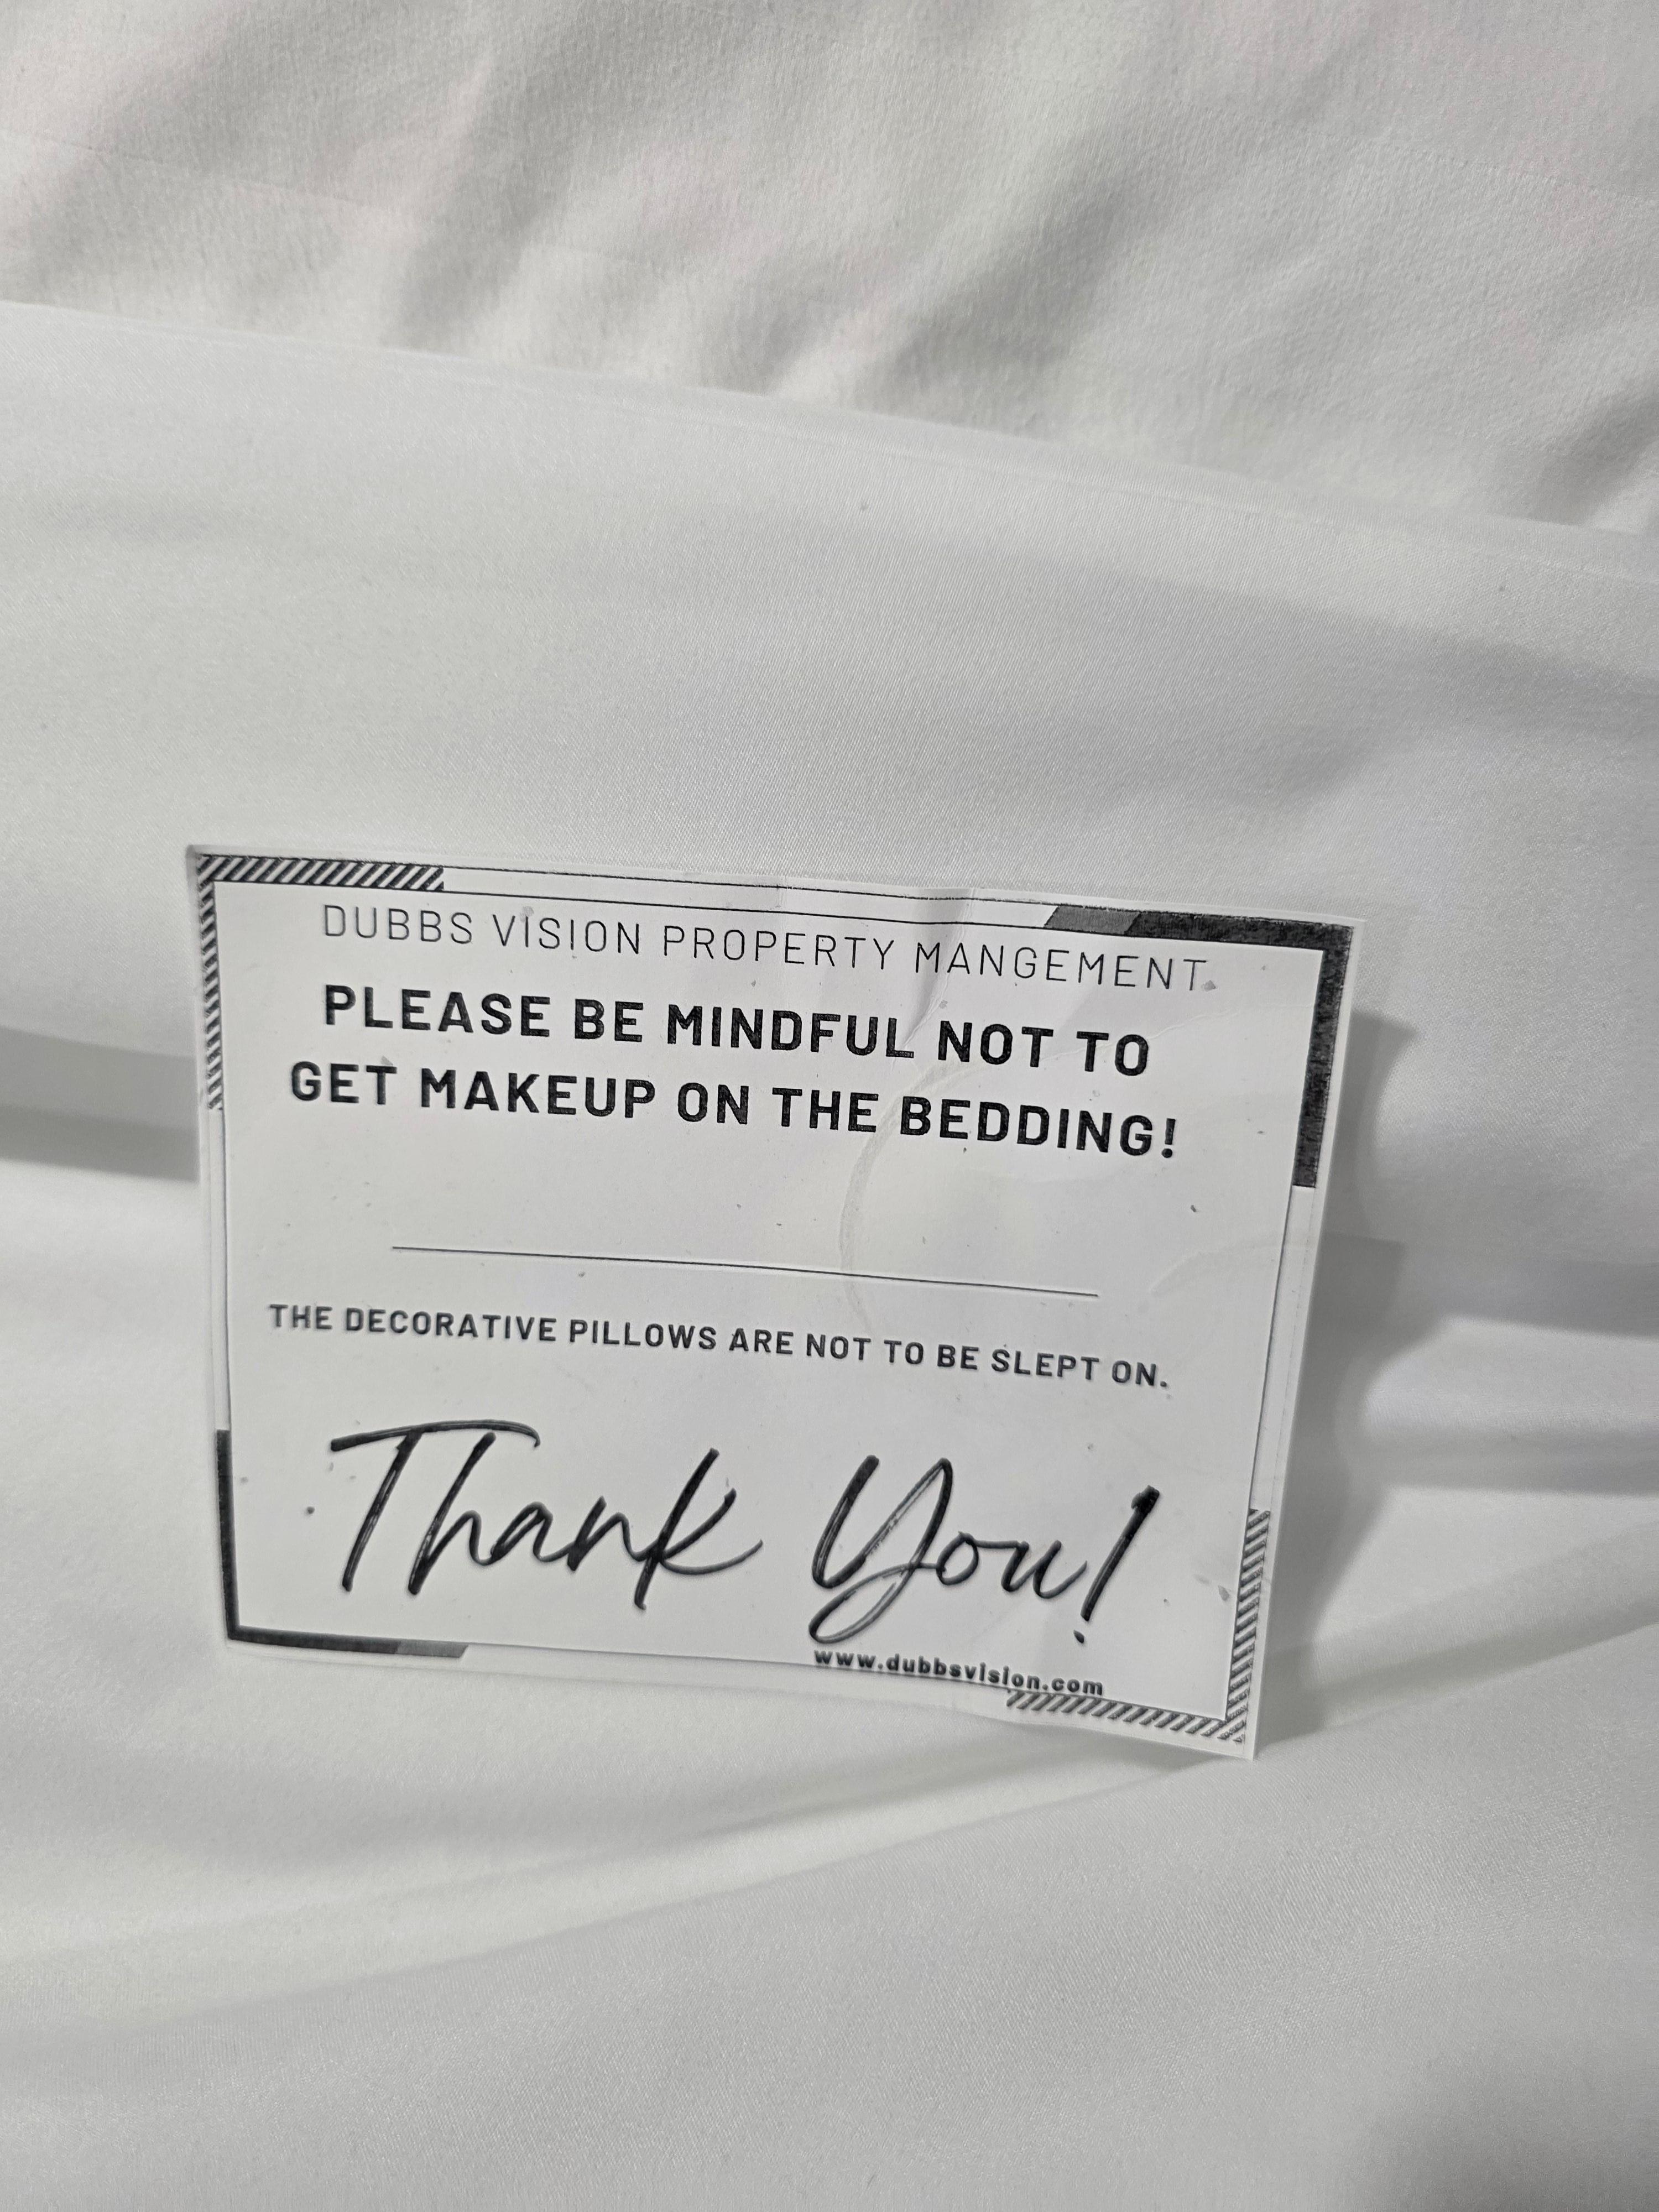 DUBBS VISION PROPERTY MANGEMENT
PLEASE BE MINDFUL NOT TO
GET MAKEUP ON THE BEDDING!
THE DECORATIVE PILLOWS ARE NOT TO BE SLEPT ON.
Thank You!
www.dubbsvision.com